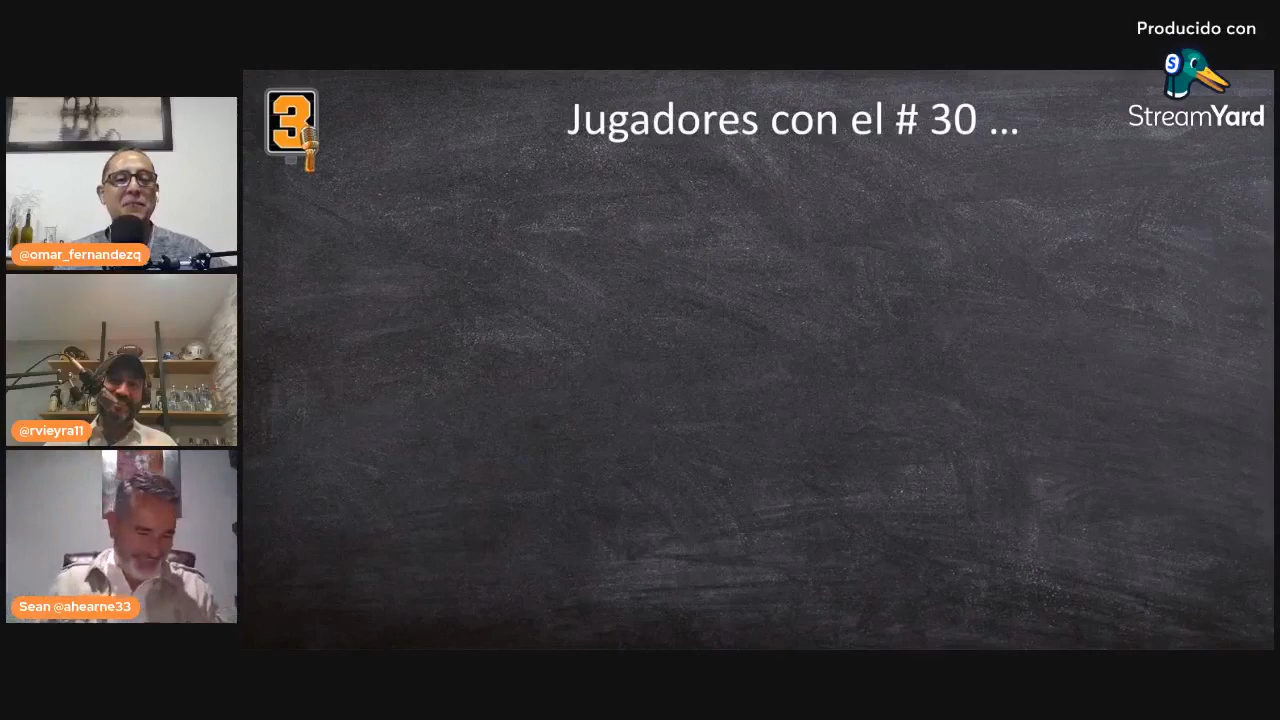 Producido con
StreamYard
S
3
Jugadores con el # 30 ...
@omar_fernandezq
@rvieyra11
Sean @ahearne33